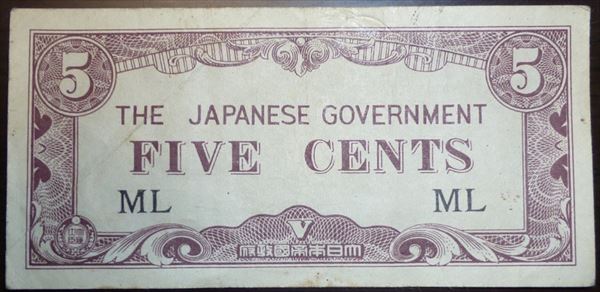 5 5
THE JAPANESE GOVERNMENT
FIVE CENTS
ML ML
V
大日本帝國政府